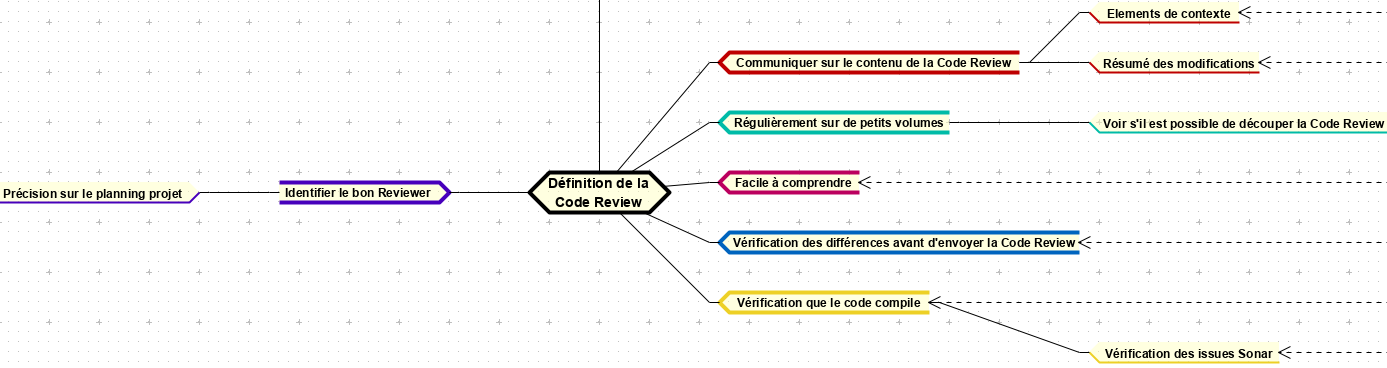 Elements de contexte
Communiquer sur le contenu de la Code Review
Résumé des modifications
Régulièrement sur de petits volumes
Voir s'il est possible de découper la Code Review
Précision sur le planning projet
Identifier le bon Reviewer
Définition de la
Code Review
Facile à comprendre
Vérification des différences avant d'envoyer la Code Review
Vérification que le code compile
Vérification des issues Sonar